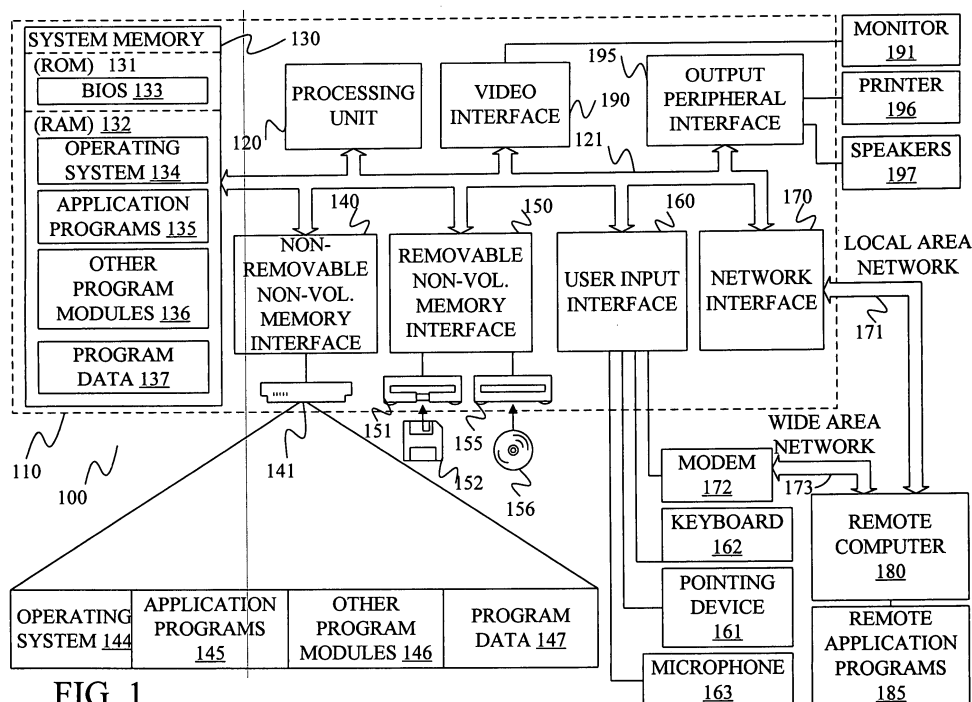 SYSTEM MEMORY
130
(ROM) 131
BIOS 133
(RAM) 132
OPERATING
SYSTEM 134
APPLICATION
PROGRAMS 135
OTHER
PROGRAM
MODULES 136
PROGRAM
DATA 137
PROCESSING
UNIT
120
VIDEO
INTERFACE
190
195
OUTPUT
PERIPHERAL
INTERFACE
121
MONITOR
191
PRINTER
196
SPEAKERS
197
140
NON-
REMOVABLE
NON-VOL.
MEMORY
INTERFACE
150
REMOVABLE
NON-VOL.
MEMORY
INTERFACE
160
USER INPUT
INTERFACE
170
NETWORK
INTERFACE
LOCAL AREA
NETWORK
171
110
100
141
151
152
155
156
WIDE AREA
NETWORK
173
MODEM
172
KEYBOARD
162
POINTING
DEVICE
161
MICROPHONE
163
REMOTE
COMPUTER
180
REMOTE
APPLICATION
PROGRAMS
185
OPERATING
SYSTEM 144
APPLICATION
PROGRAMS
145
OTHER
PROGRAM
MODULES 146
PROGRAM
DATA 147
FIG. 1